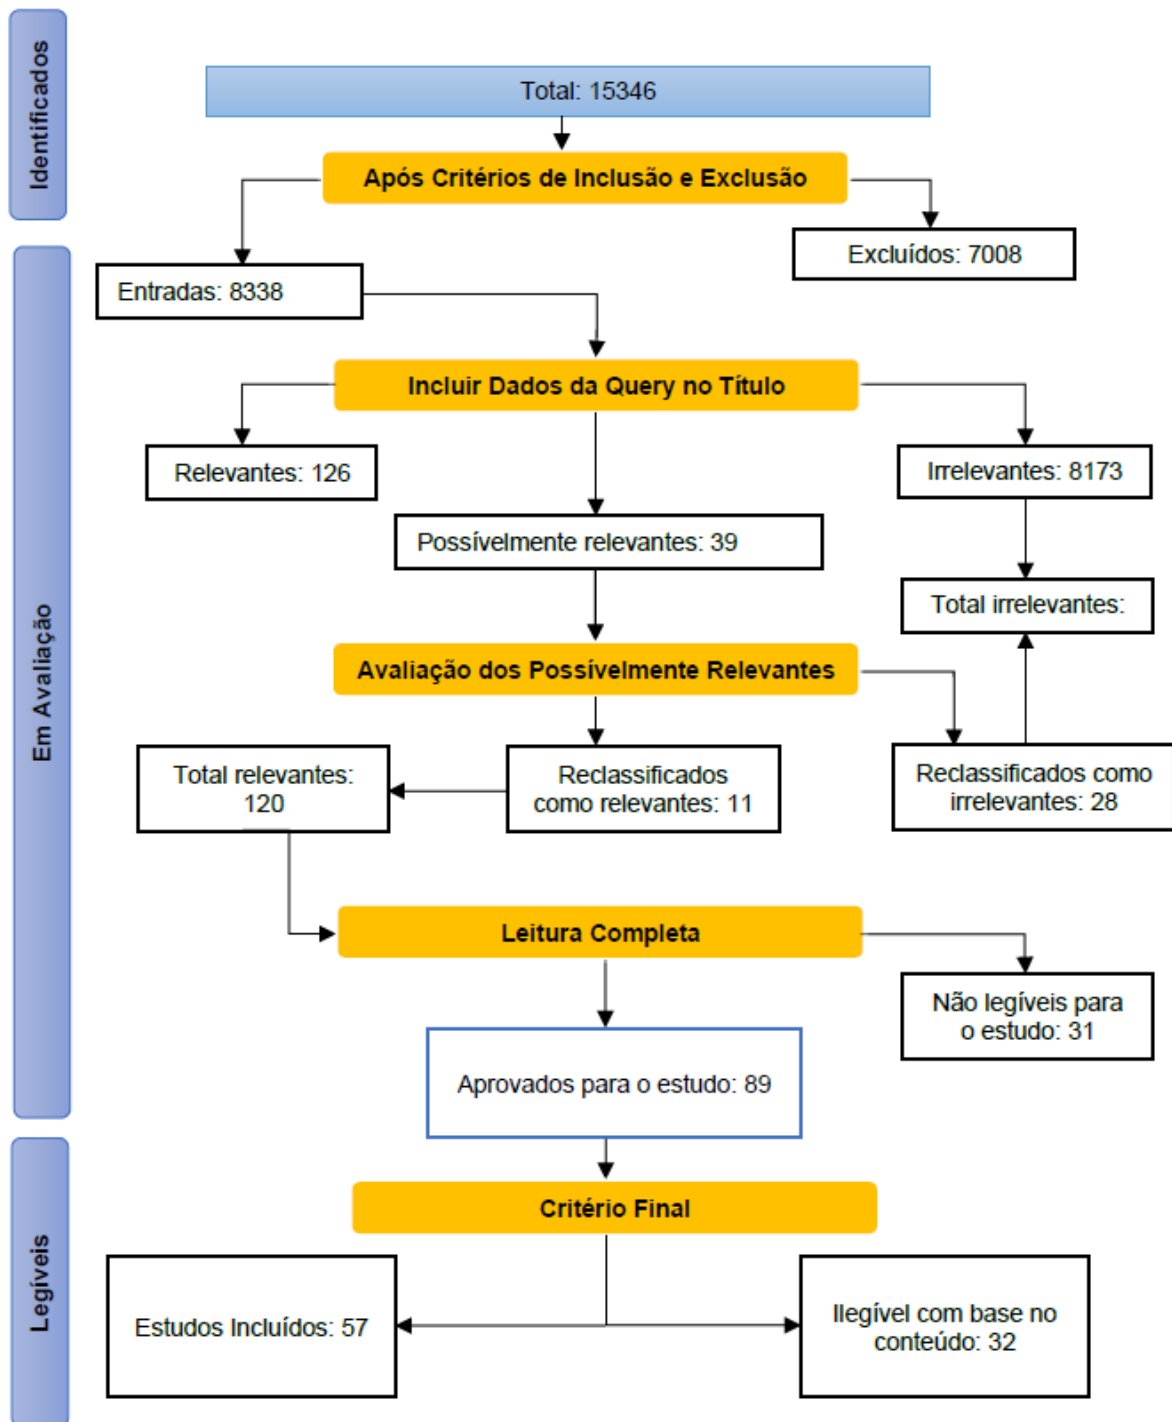 Identificados
Total: 15346
Após Critérios de Inclusão e Exclusão
Excluídos: 7008
Entradas: 8338
Em Avaliação
Incluir Dados da Query no Título
Relevantes: 126
Irrelevantes: 8173
Possívelmente relevantes: 39
Total irrelevantes:
Avaliação dos Possívelmente Relevantes
Total relevantes:
120
Reclassificados
como relevantes: 11
Reclassificados como
irrelevantes: 28
Leitura Completa
Não legíveis para
o estudo: 31
Aprovados para o estudo: 89
Legíveis
Critério Final
Estudos Incluídos: 57
Ilegível com base no
conteúdo: 32